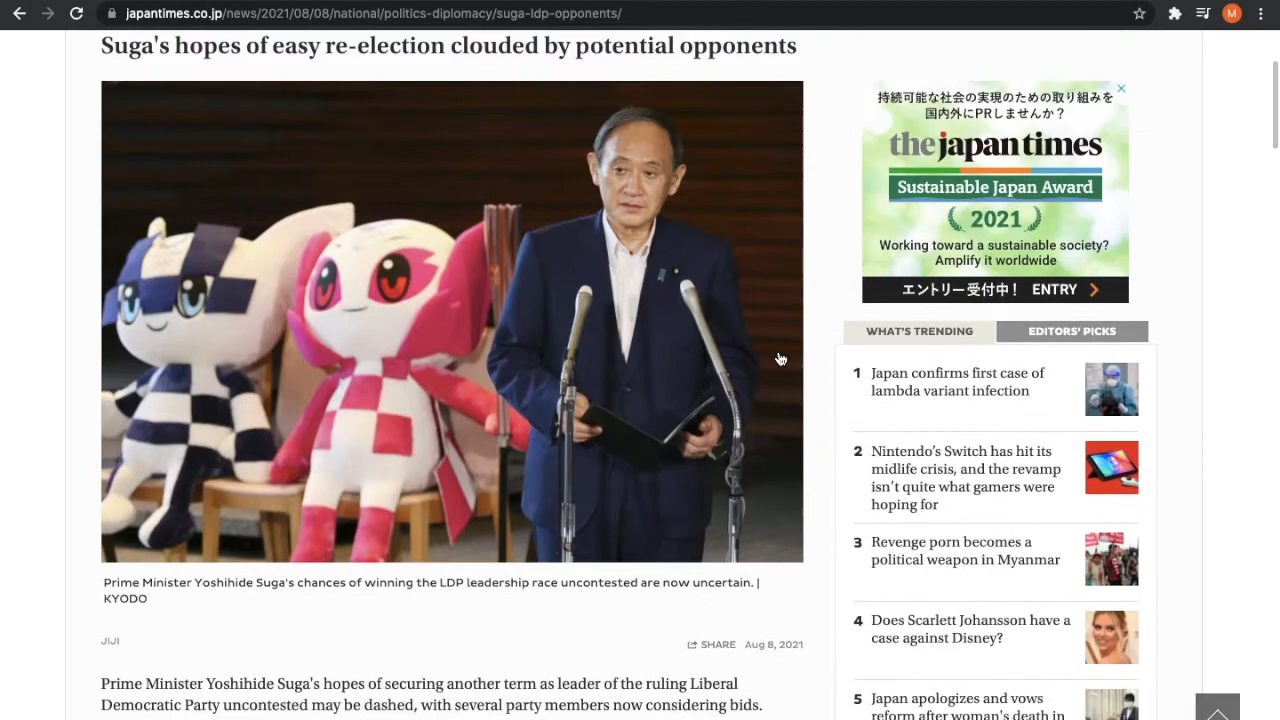 japantimes.co.jp/news/2021/08/08/national/politics-diplomacy/suga-ldp-opponents/
M
Suga's hopes of easy re-election clouded by potential opponents
Prime Minister Yoshihide Suga's chances of winning the LDP leadership race uncontested are now uncertain. |
KYODO
JIJI
SHARE Aug 8, 2021
Prime Minister Yoshihide Suga's hopes of securing another term as leader of the ruling Liberal
Democratic Party uncontested may be dashed, with several party members now considering bids.
持続可能な社会の実現のための取り組みを
国内外にPRしませんか？
the japan times
Sustainable Japan Award
2021
Working toward a sustainable society?
Amplify it worldwide
エントリー受付中！ ENTRY
WHAT'S TRENDING
EDITORS' PICKS
1 Japan confirms first case of
lambda variant infection
2 Nintendo's Switch has hit its
midlife crisis, and the revamp
isn't quite what gamers were
hoping for
3 Revenge porn becomes a
political weapon in Myanmar
4 Does Scarlett Johansson have a
case against Disney?
5 Japan apologizes and vows
reform after woman's death in